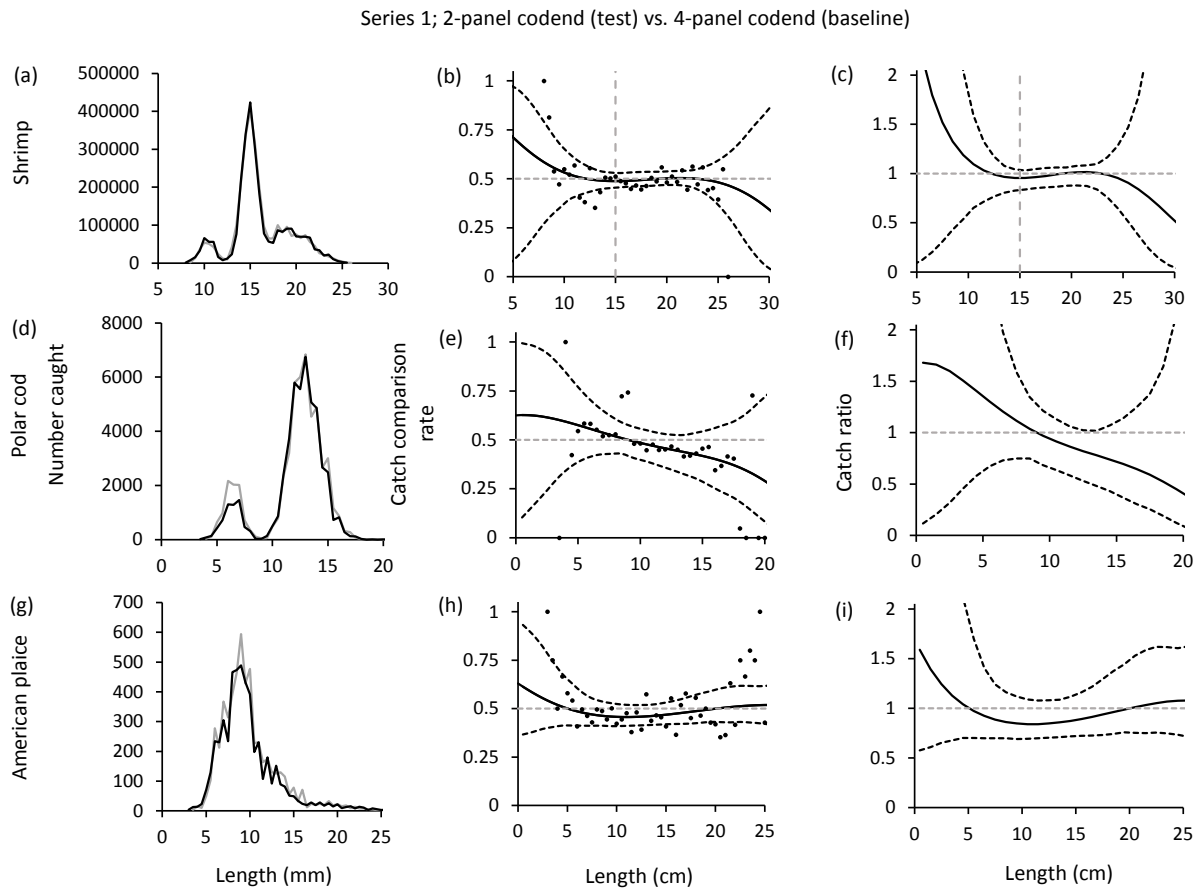 Series 1; 2-panel codend (test) vs. 4-panel codend (baseline)
(a)
Shrimp
500000
400000
300000
200000
100000
0
5 10 15 20 25 30
(b)
1
0.75
0.5
0.25
0
5 10 15 20 25 30
(c)
2
1.5
1
0.5
0
5 10 15 20 25 30
(d)
Polar cod
Number caught
8000
6000
4000
2000
0
0 5 10 15 20
(e)
Catch comparison
rate
1
0.75
0.5
0.25
0
0 5 10 15 20
(f)
Catch ratio
2
1.5
1
0.5
0
0 5 10 15 20
(g)
American plaice
700
600
500
400
300
200
100
0
0 5 10 15 20 25
Length (mm)
(h)
1
0.75
0.5
0.25
0
0 5 10 15 20 25
Length (cm)
(i)
2
1.5
1
0.5
0
0 5 10 15 20 25
Length (cm)